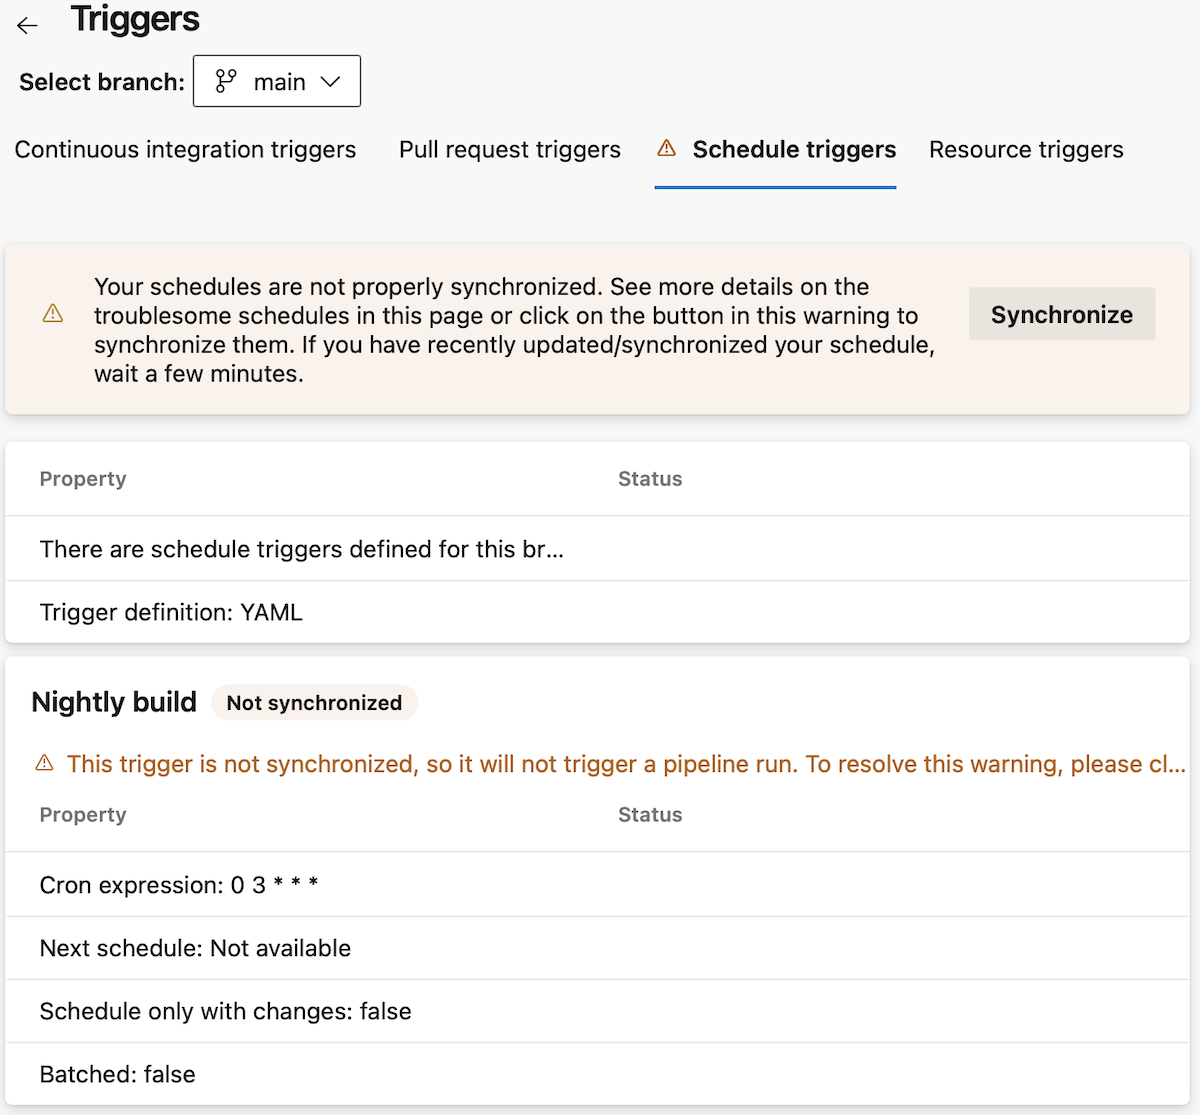 Triggers
Select branch: main
Continuous integration triggers Pull request triggers Schedule triggers Resource triggers
Your schedules are not properly synchronized. See more details on the
troublesome schedules in this page or click on the button in this warning to
synchronize them. If you have recently updated/synchronized your schedule,
wait a few minutes.
Synchronize
Property Status
There are schedule triggers defined for this br...
Trigger definition: YAML
Nightly build Not synchronized
This trigger is not synchronized, so it will not trigger a pipeline run. To resolve this warning, please cl...
Property Status
Cron expression: 0 3 * * *
Next schedule: Not available
Schedule only with changes: false
Batched: false